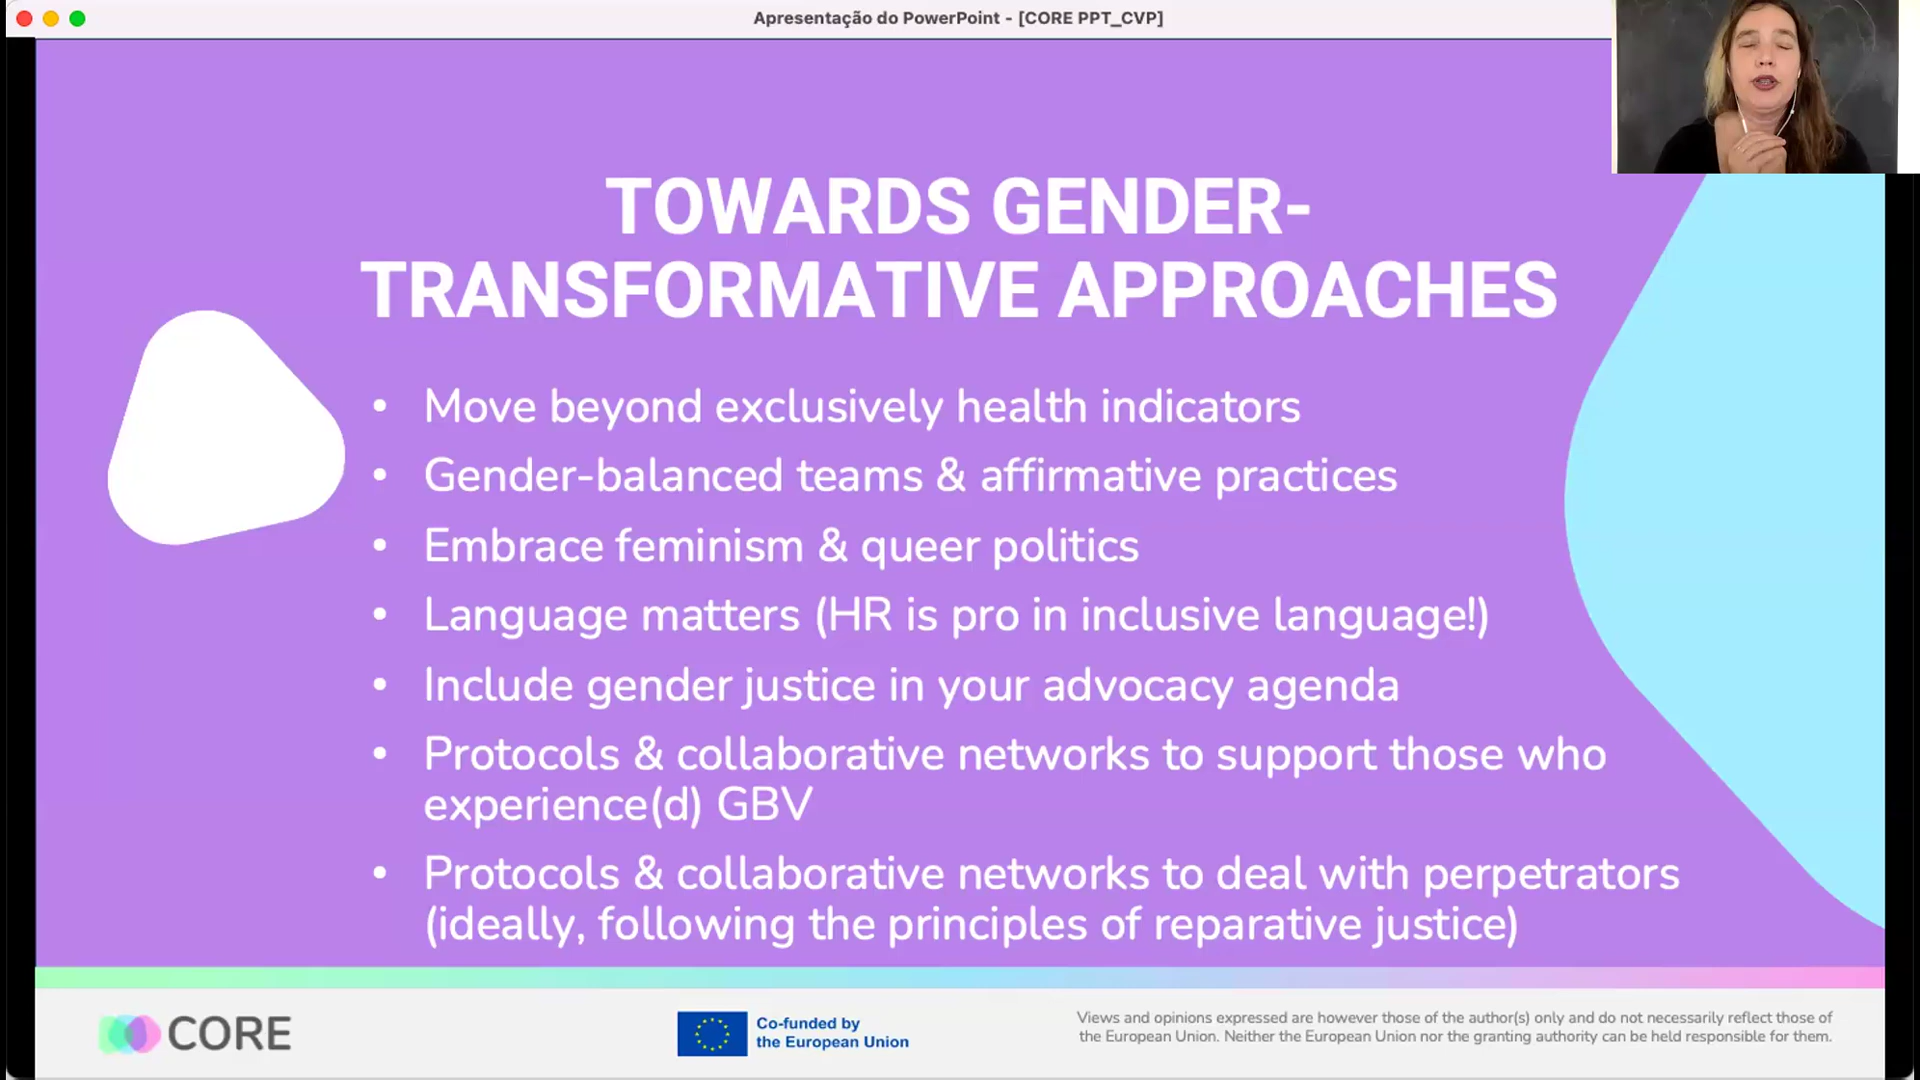 Apresentação do PowerPoint - [CORE PPT_CVP]
TOWARDS GENDER-
TRANSFORMATIVE APPROACHES
• Move beyond exclusively health indicators
• Gender-balanced teams & affirmative practices
• Embrace feminism & queer politics
• Language matters (HR is pro in inclusive language!)
• Include gender justice in your advocacy agenda
• Protocols & collaborative networks to support those who
experience(d) GBV
• Protocols & collaborative networks to deal with perpetrators
(ideally, following the principles of reparative justice)
CORE
Co-funded by
the European Union
Views and opinions expressed are however those of the author(s) only and do not necessarily reflect those of
the European Union. Neither the European Union nor the granting authority can be held responsible for them.